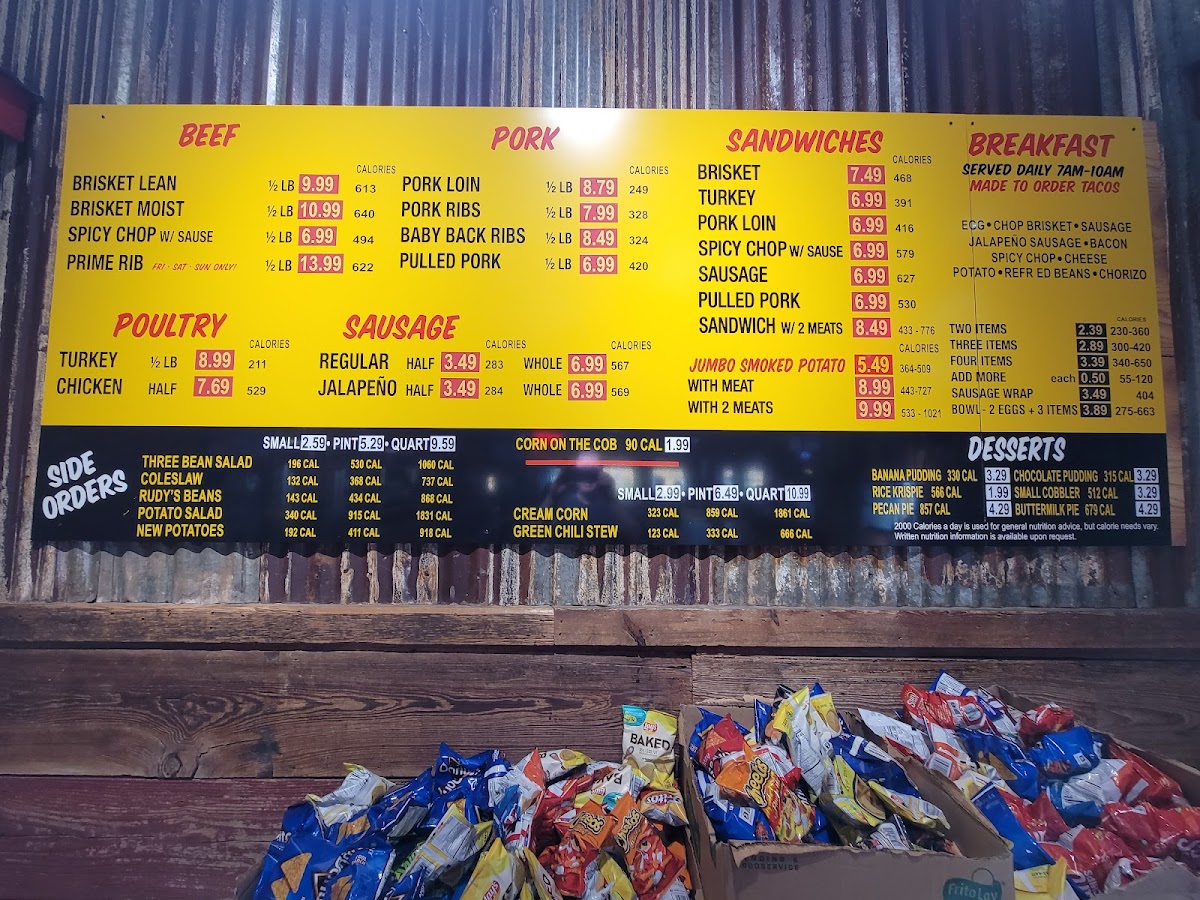 BEEF
CALORIES
BRISKET LEAN ½ LB 9.99 613
BRISKET MOIST ½ LB 10.99 640
SPICY CHOP W/ SAUSE ½ LB 6.99 494
PRIME RIB FRI · SAT · SUN ONLY! ½ LB 13.99 622
PORK
CALORIES
PORK LOIN ½ LB 8.79 249
PORK RIBS ½ LB 7.99 328
BABY BACK RIBS ½ LB 8.49 324
PULLED PORK ½ LB 6.99 420
POULTRY
CALORIES
TURKEY ½ LB 8.99 211
CHICKEN HALF 7.69 529
SAUSAGE
CALORIES CALORIES
REGULAR HALF 3.49 283 WHOLE 6.99 567
JALAPEÑO HALF 3.49 284 WHOLE 6.99 569
SANDWICHES
CALORIES
BRISKET 7.49 468
TURKEY 6.99 391
PORK LOIN 6.99 416
SPICY CHOP W/ SAUSE 6.99 579
SAUSAGE 6.99 627
PULLED PORK 6.99 530
SANDWICH W/ 2 MEATS 8.49 433 - 776
CALORIES
JUMBO SMOKED POTATO 5.49 364-509
WITH MEAT 8.99 443-727
WITH 2 MEATS 9.99 533 - 1021
BREAKFAST
SERVED DAILY 7AM-10AM
MADE TO ORDER TACOS
EGG • CHOP BRISKET • SAUSAGE
JALAPEÑO SAUSAGE • BACON
SPICY CHOP • CHEESE
POTATO • REFR ED BEANS • CHORIZO
CALORIES
TWO ITEMS 2.39 230-360
THREE ITEMS 2.89 300-420
FOUR ITEMS 3.39 340-650
ADD MORE each 0.50 55-120
SAUSAGE WRAP 3.49 404
BOWL - 2 EGGS + 3 ITEMS 3.89 275-663
SIDE
ORDERS
SMALL 2.59 • PINT 5.29 • QUART 9.59
THREE BEAN SALAD 196 CAL 530 CAL 1060 CAL
COLESLAW 132 CAL 368 CAL 737 CAL
RUDY'S BEANS 143 CAL 434 CAL 868 CAL
POTATO SALAD 340 CAL 915 CAL 1831 CAL
NEW POTATOES 192 CAL 411 CAL 918 CAL
CORN ON THE COB 90 CAL 1.99
SMALL 2.99 • PINT 6.49 • QUART 10.99
CREAM CORN 323 CAL 859 CAL 1861 CAL
GREEN CHILI STEW 123 CAL 333 CAL 666 CAL
DESSERTS
BANANA PUDDING 330 CAL 3.29 CHOCOLATE PUDDING 315 CAL 3.29
RICE KRISPIE 566 CAL 1.99 SMALL COBBLER 512 CAL 3.29
PECAN PIE 857 CAL 4.29 BUTTERMILK PIE 679 CAL 4.29
2000 Calories a day is used for general nutrition advice, but calorie needs vary.
Written nutrition information is available upon request.
Lay's
BAKED
Cheetos
Cheetos
Cheetos
Doritos
Lay's
Frito Lay